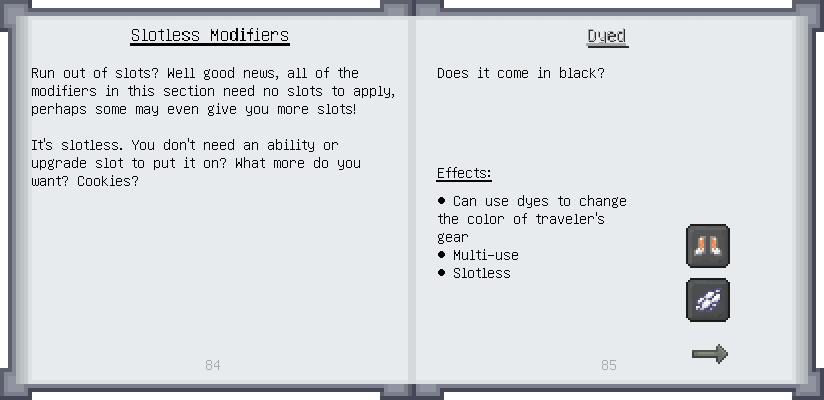 Slotless Modifiers
Run out of slots? Well good news, all of the
modifiers in this section need no slots to apply,
perhaps some may even give you more slots!
It's slotless. You don't need an ability or
upgrade slot to put it on? What more do you
want? Cookies?
84
Dyed
Does it come in black?
Effects:
● Can use dyes to change
the color of traveler's
gear
● Multi-use
● Slotless
85